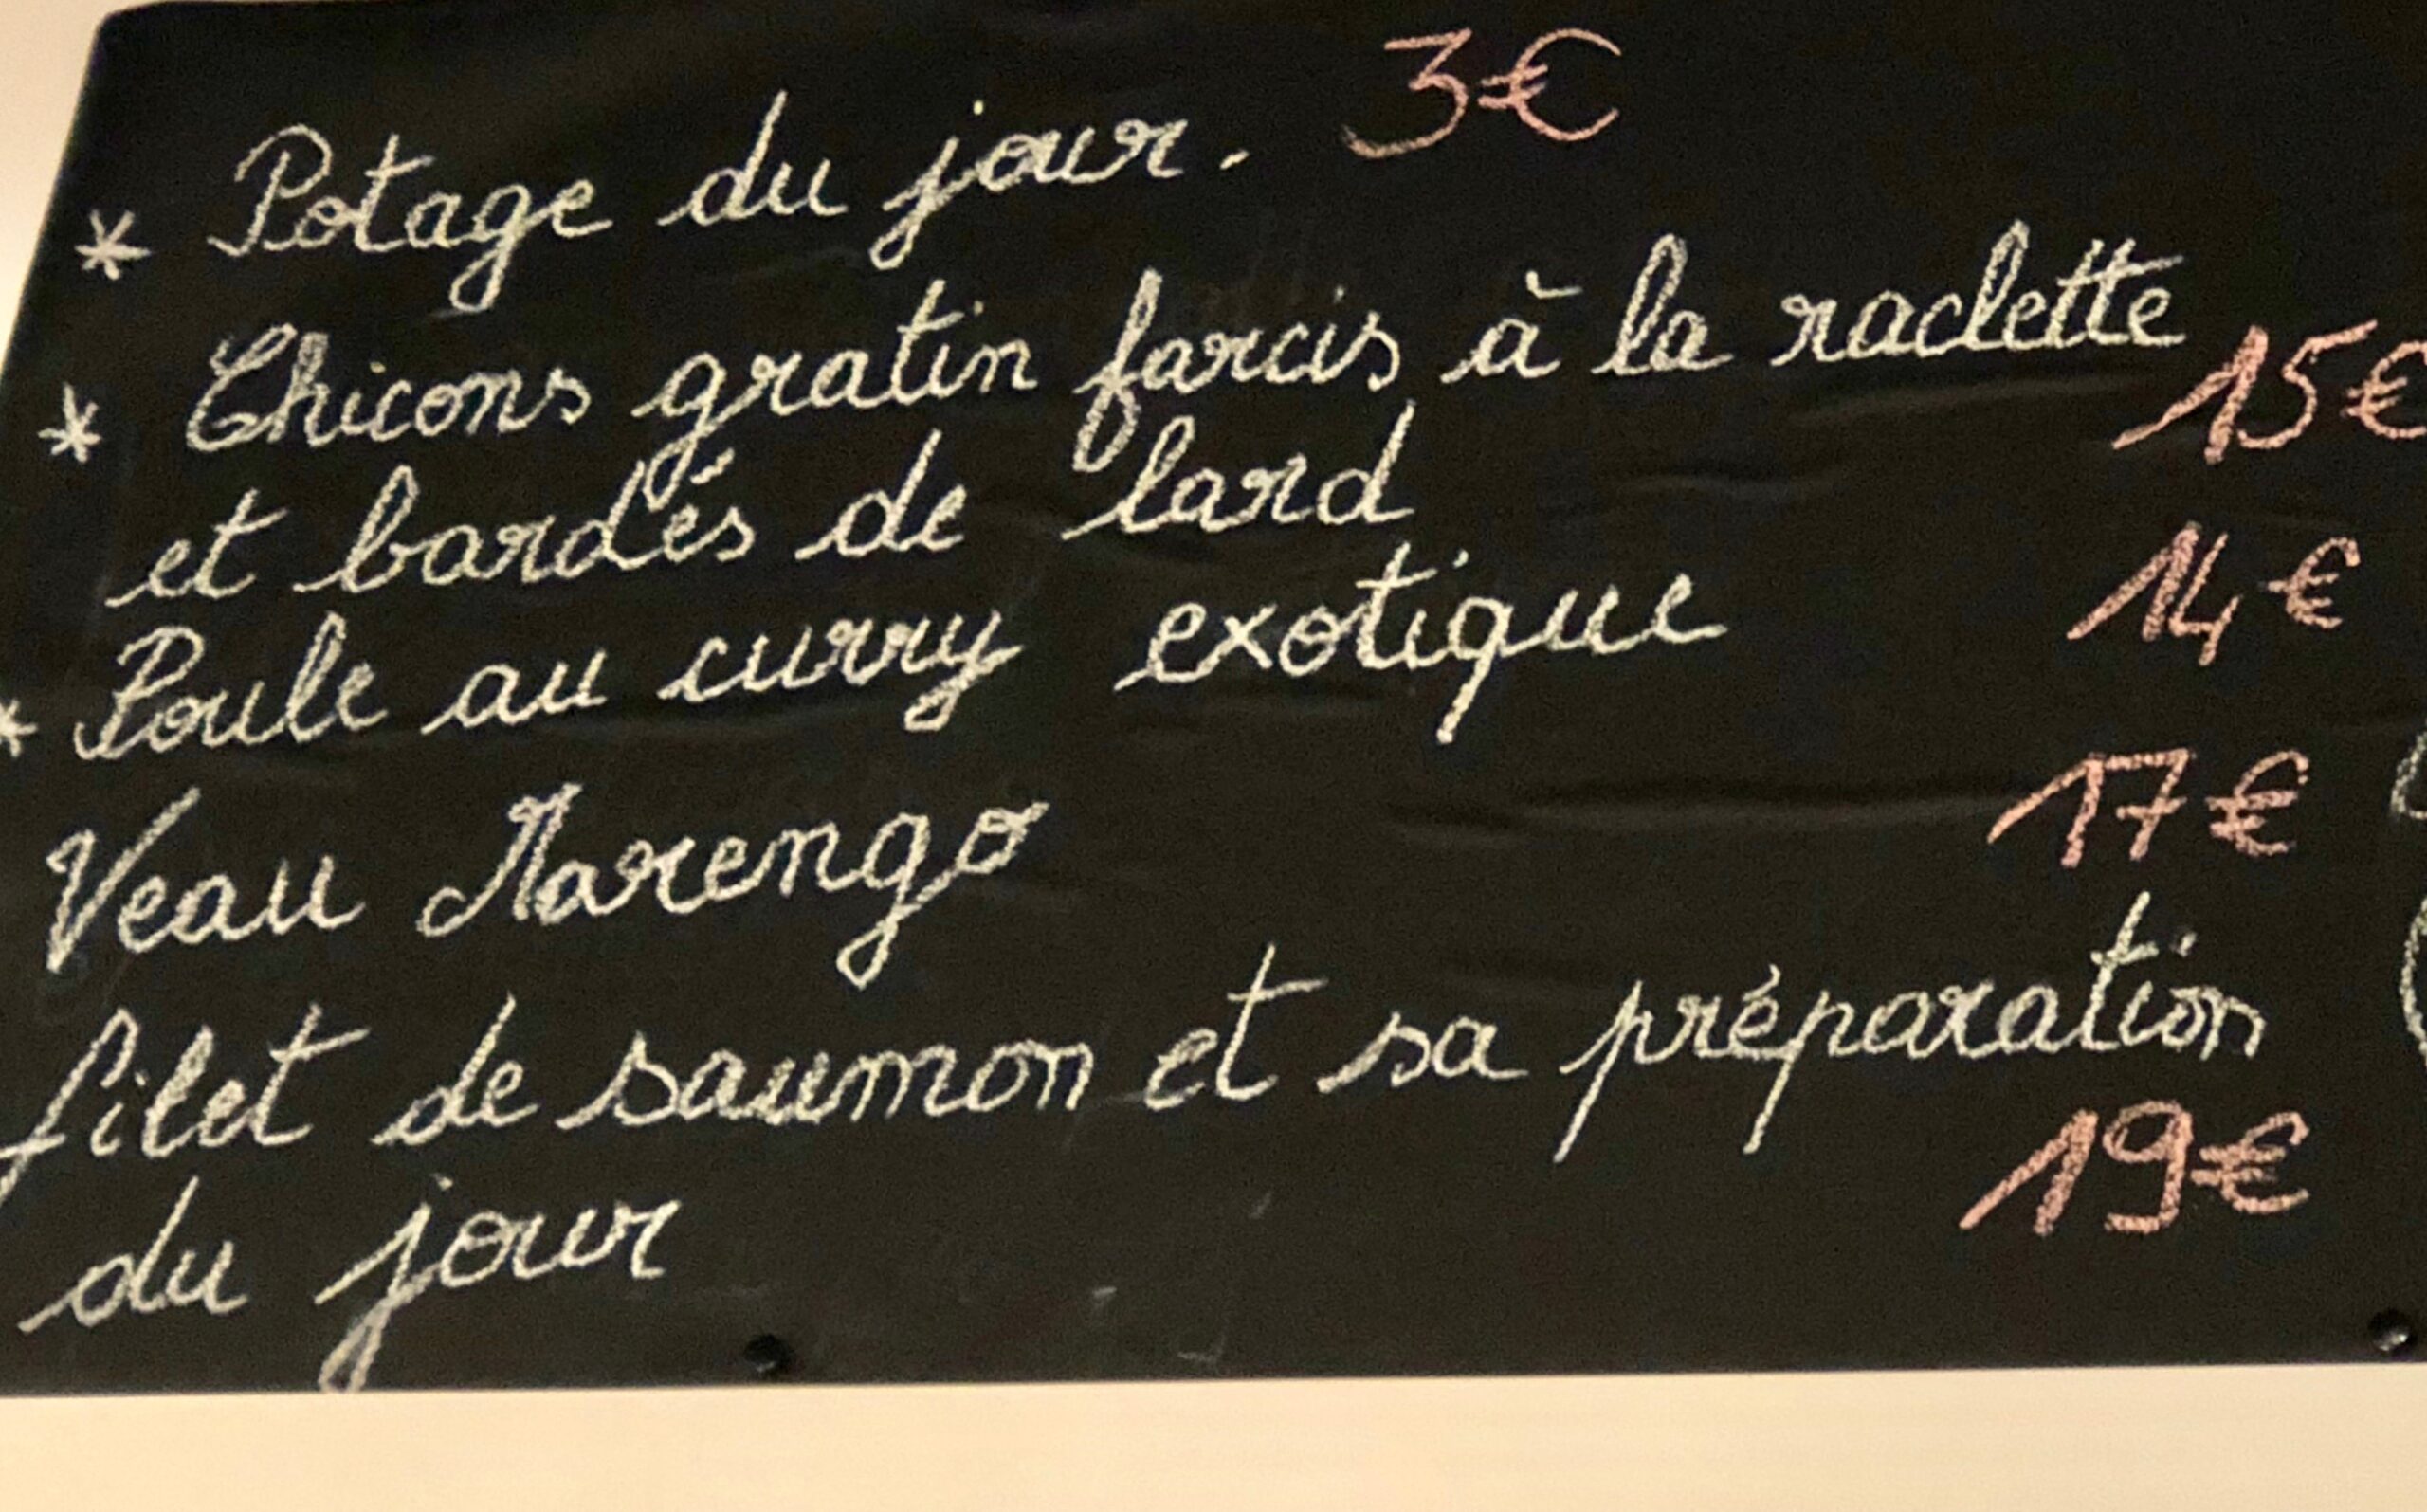 * Potage du jour. 3€
* Chicons gratin farcis à la raclette 15€
et bardés de lard
* Poule au curry exotique 14€
Veau Marengo 17€
filet de saumon et sa préparation
du jour 19€